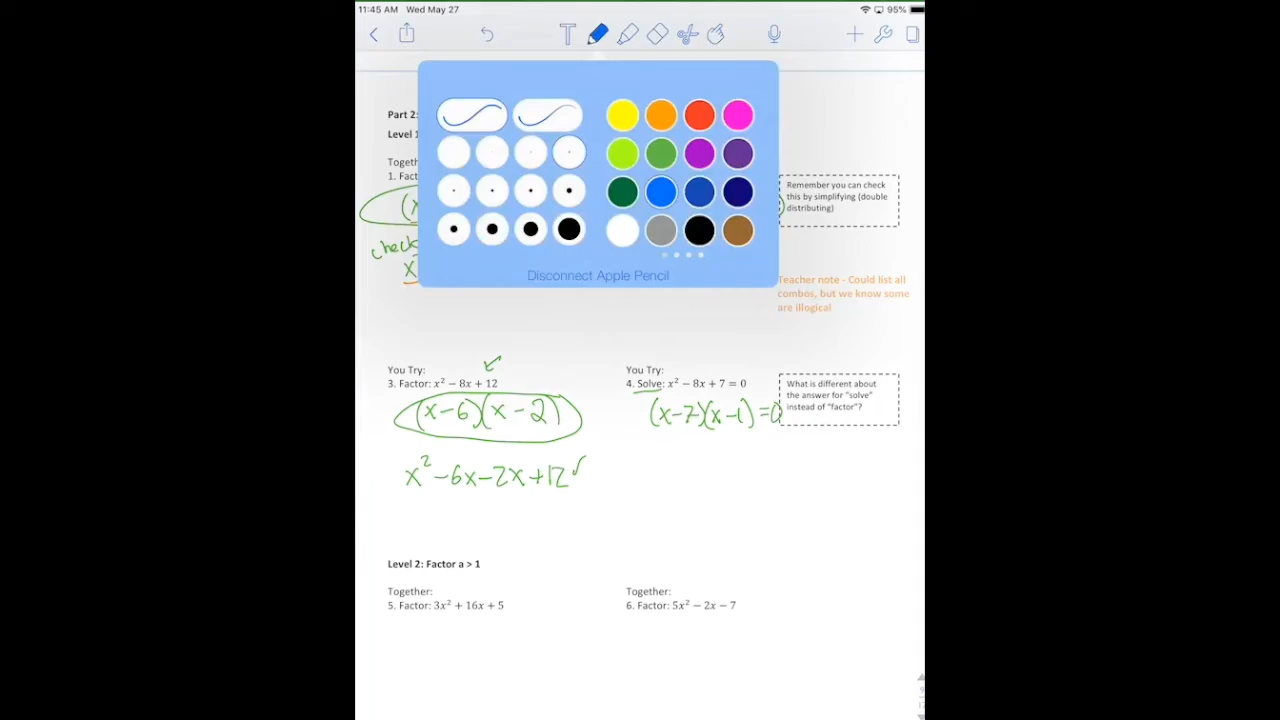 11:45 AM Wed May 27
95%
T
Disconnect Apple Pencil
Part 2:
Level 1
Togeth
1. Fact
(x
check
x
Remember you can check
this by simplifying (double
distributing)
Teacher note - Could list all
combos, but we know some
are illogical
You Try:
3. Factor: x² − 8x + 12 ✓
(x-6)(x-2)
x² -6x-2x+12 ✓
You Try:
4. Solve: x² − 8x + 7 = 0
(x-7)(x-1)=0
What is different about
the answer for "solve"
instead of "factor"?
Level 2: Factor a > 1
Together:
5. Factor: 3x² + 16x + 5
Together:
6. Factor: 5x² − 2x − 7